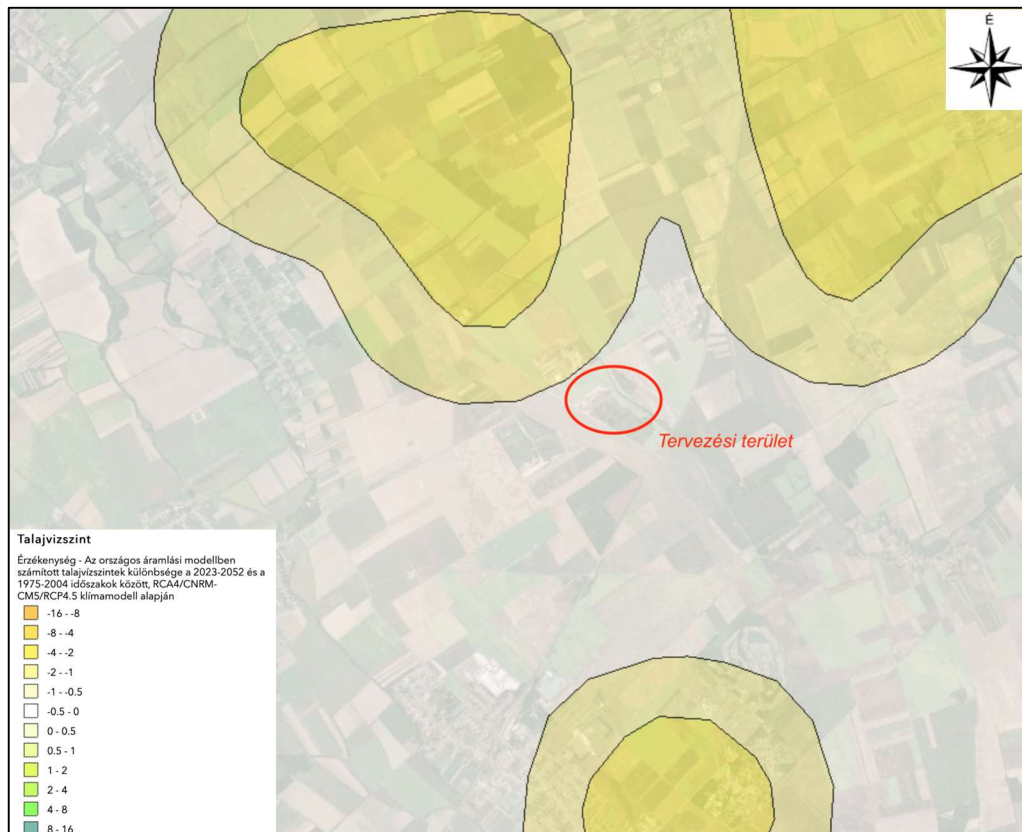 É
Tervezési terület
Talajvizszint
Érzékenység - Az országos áramlási modellben
számított talajvízszintek különbsége a 2023-2052 és a
1975-2004 időszakok között, RCA4/CNRM-
CM5/RCP4.5 klímamodell alapján
-16 - -8
-8 - -4
-4 - -2
-2 - -1
-1 - -0.5
-0.5 - 0
0 - 0.5
0.5 - 1
1 - 2
2 - 4
4 - 8
8 - 16